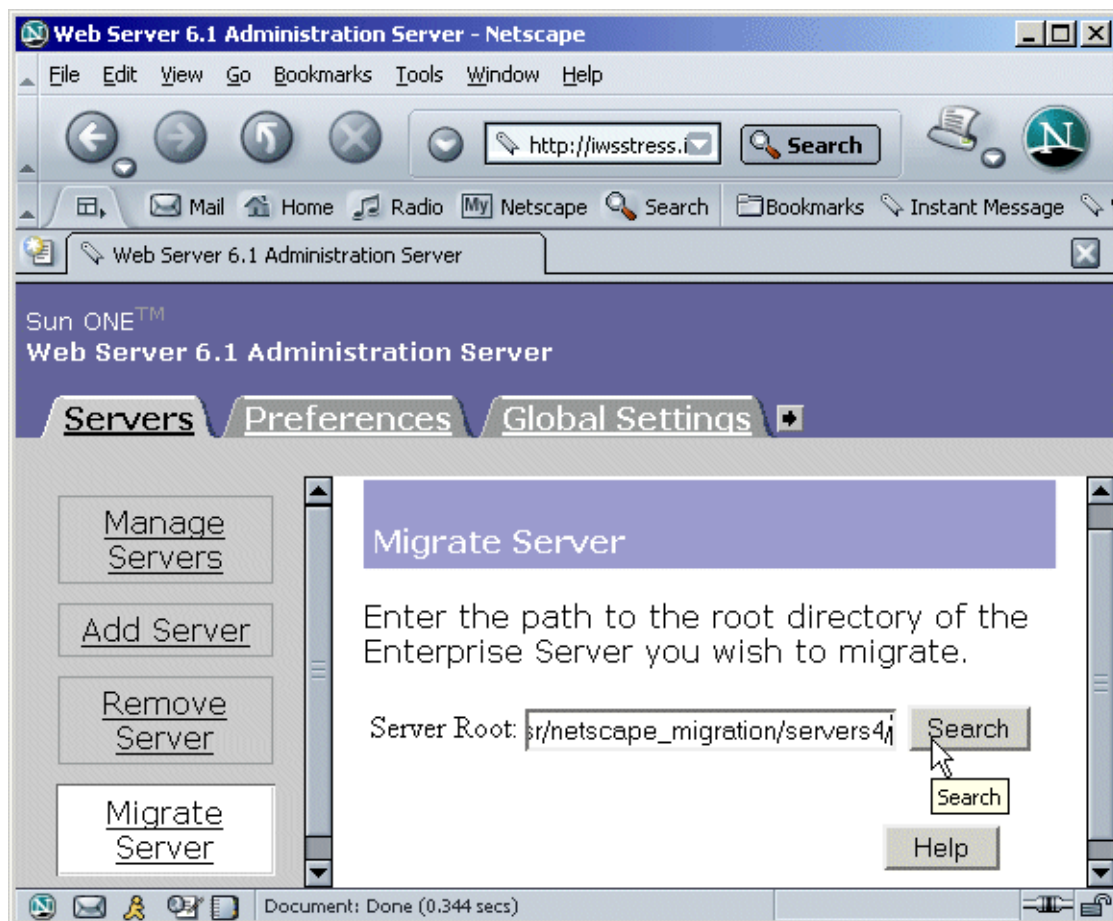 Web Server 6.1 Administration Server - Netscape
File Edit View Go Bookmarks Tools Window Help
http://iwsstress.i Search
N
Mail Home Radio My Netscape Search Bookmarks Instant Message
Web Server 6.1 Administration Server
Sun ONE™
Web Server 6.1 Administration Server
Servers Preferences Global Settings
Manage
Servers
Add Server
Remove
Server
Migrate
Server
Migrate Server
Enter the path to the root directory of the
Enterprise Server you wish to migrate.
Server Root: sr/netscape_migration/servers4/ Search
Search
Help
Document: Done (0.344 secs)